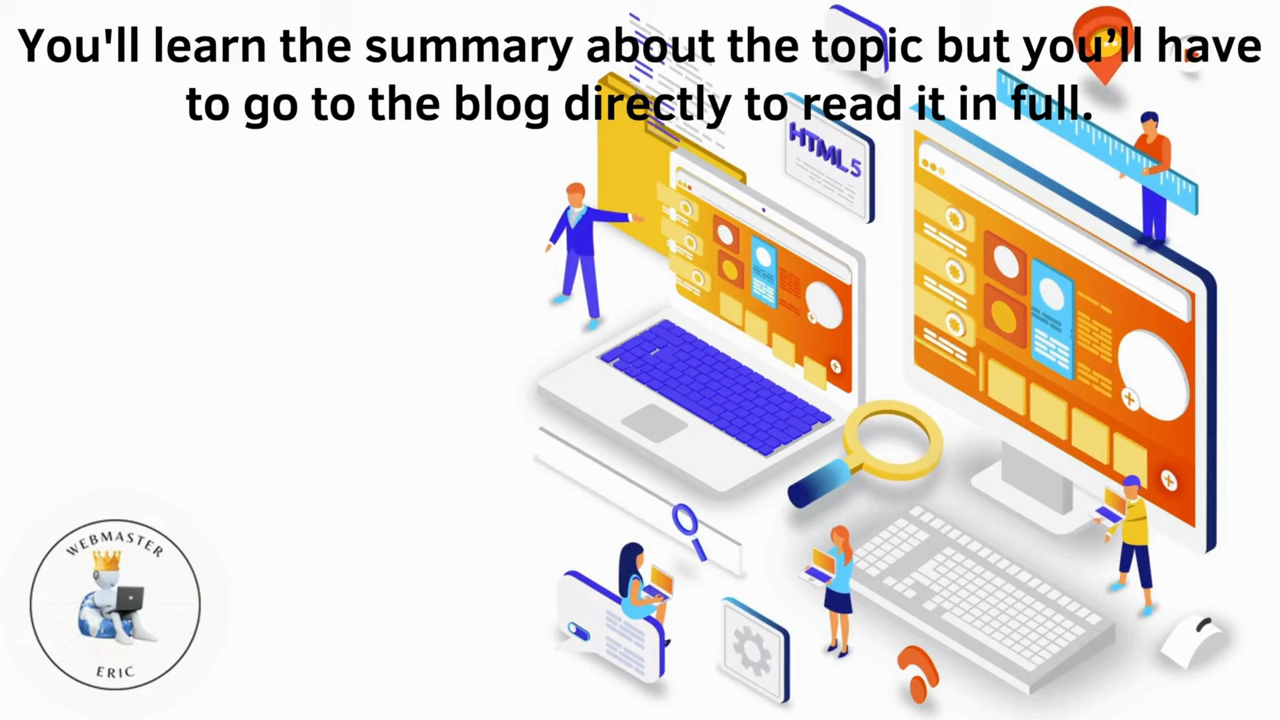 You'll learn the summary about the topic but you’ll have
to go to the blog directly to read it in full.
HTML5
WEBMASTER
ERIC